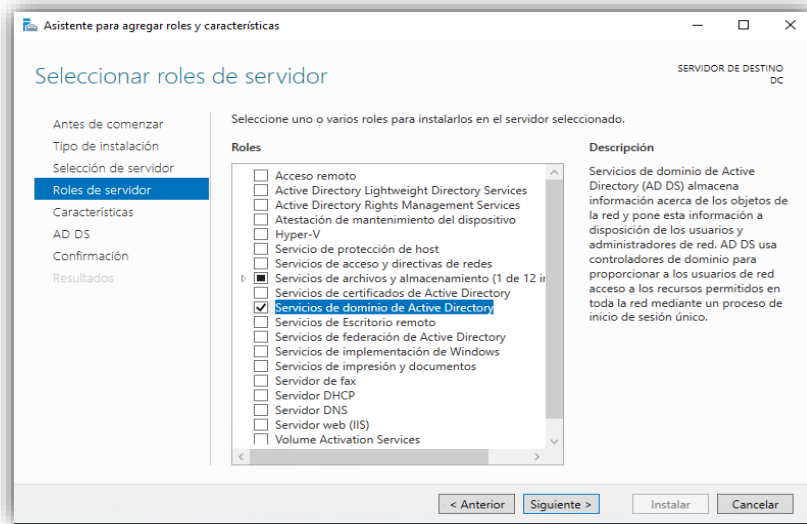 Asistente para agregar roles y características
Seleccionar roles de servidor
SERVIDOR DE DESTINO
DC
Antes de comenzar
Tipo de instalación
Selección de servidor
Roles de servidor
Características
AD DS
Confirmación
Resultados
Seleccione uno o varios roles para instalarlos en el servidor seleccionado.
Roles
Acceso remoto
Active Directory Lightweight Directory Services
Active Directory Rights Management Services
Atestación de mantenimiento del dispositivo
Hyper-V
Servicio de protección de host
Servicios de acceso y directivas de redes
Servicios de archivos y almacenamiento (1 de 12 in
Servicios de certificados de Active Directory
Servicios de dominio de Active Directory
Servicios de Escritorio remoto
Servicios de federación de Active Directory
Servicios de implementación de Windows
Servicios de impresión y documentos
Servidor de fax
Servidor DHCP
Servidor DNS
Servidor web (IIS)
Volume Activation Services
Descripción
Servicios de dominio de Active
Directory (AD DS) almacena
información acerca de los objetos de
la red y pone esta información a
disposición de los usuarios y
administradores de red. AD DS usa
controladores de dominio para
proporcionar a los usuarios de red
acceso a los recursos permitidos en
toda la red mediante un proceso de
inicio de sesión único.
< Anterior
Siguiente >
Instalar
Cancelar